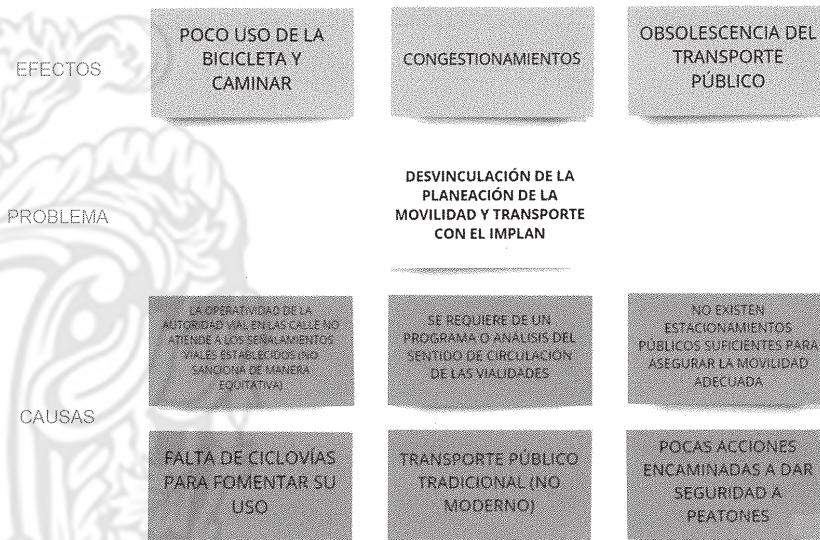 EFECTOS
POCO USO DE LA
BICICLETA Y
CAMINAR
CONGESTIONAMIENTOS
OBSOLESCENCIA DEL
TRANSPORTE
PÚBLICO
PROBLEMA
DESVINCULACIÓN DE LA
PLANEACIÓN DE LA
MOVILIDAD Y TRANSPORTE
CON EL IMPLAN
CAUSAS
LA OPERATIVIDAD DE LA
AUTORIDAD VIAL EN LAS CALLE NO
ATIENDE A LOS SEÑALAMIENTOS
VIALES ESTABLECIDOS (NO
SANCIONA DE MANERA
EQUITATIVA)
SE REQUIERE DE UN
PROGRAMA O ANÁLISIS DEL
SENTIDO DE CIRCULACIÓN
DE LAS VIALIDADES
NO EXISTEN
ESTACIONAMIENTOS
PÚBLICOS SUFICIENTES PARA
ASEGURAR LA MOVILIDAD
ADECUADA
FALTA DE CICLOVÍAS
PARA FOMENTAR SU
USO
TRANSPORTE PÚBLICO
TRADICIONAL (NO
MODERNO)
POCAS ACCIONES
ENCAMINADAS A DAR
SEGURIDAD A
PEATONES